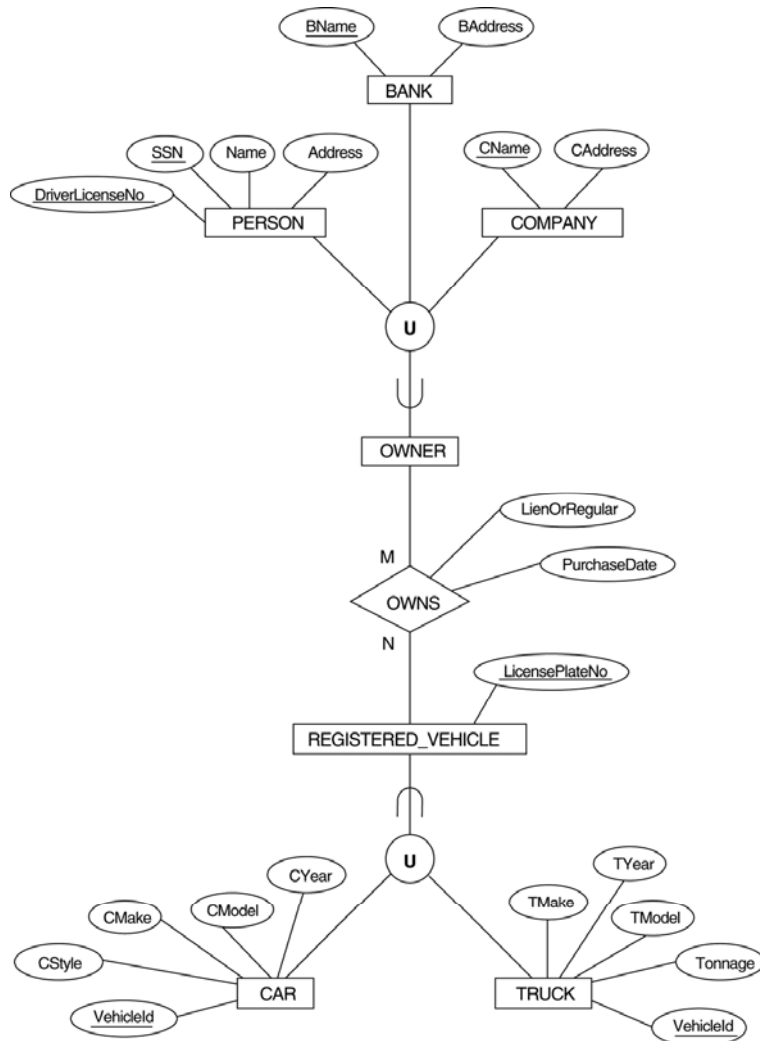 BName
BAddress
BANK
SSN
Name
Address
CName
CAddress
DriverLicenseNo
PERSON
COMPANY
U
OWNER
LienOrRegular
M
PurchaseDate
OWNS
N
LicensePlateNo
REGISTERED_VEHICLE
U
CYear
TYear
CModel
TMake
CMake
TModel
CStyle
Tonnage
CAR
TRUCK
VehicleId
VehicleId